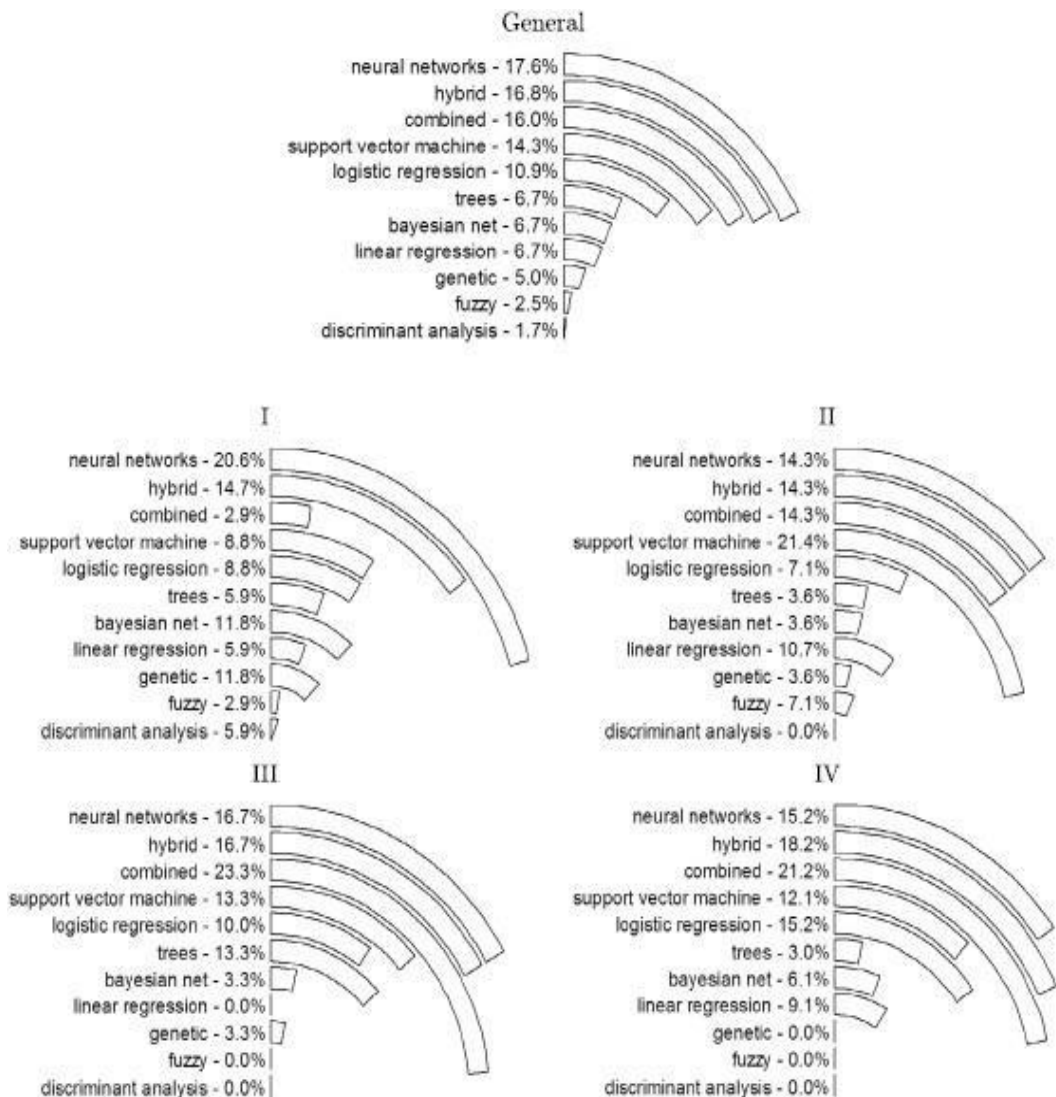 General
neural networks - 17.6%
hybrid - 16.8%
combined - 16.0%
support vector machine - 14.3%
logistic regression - 10.9%
trees - 6.7%
bayesian net - 6.7%
linear regression - 6.7%
genetic - 5.0%
fuzzy - 2.5%
discriminant analysis - 1.7%
I
neural networks - 20.6%
hybrid - 14.7%
combined - 2.9%
support vector machine - 8.8%
logistic regression - 8.8%
trees - 5.9%
bayesian net - 11.8%
linear regression - 5.9%
genetic - 11.8%
fuzzy - 2.9%
discriminant analysis - 5.9%
II
neural networks - 14.3%
hybrid - 14.3%
combined - 14.3%
support vector machine - 21.4%
logistic regression - 7.1%
trees - 3.6%
bayesian net - 3.6%
linear regression - 10.7%
genetic - 3.6%
fuzzy - 7.1%
discriminant analysis - 0.0%
III
neural networks - 16.7%
hybrid - 16.7%
combined - 23.3%
support vector machine - 13.3%
logistic regression - 10.0%
trees - 13.3%
bayesian net - 3.3%
linear regression - 0.0%
genetic - 3.3%
fuzzy - 0.0%
discriminant analysis - 0.0%
IV
neural networks - 15.2%
hybrid - 18.2%
combined - 21.2%
support vector machine - 12.1%
logistic regression - 15.2%
trees - 3.0%
bayesian net - 6.1%
linear regression - 9.1%
genetic - 0.0%
fuzzy - 0.0%
discriminant analysis - 0.0%